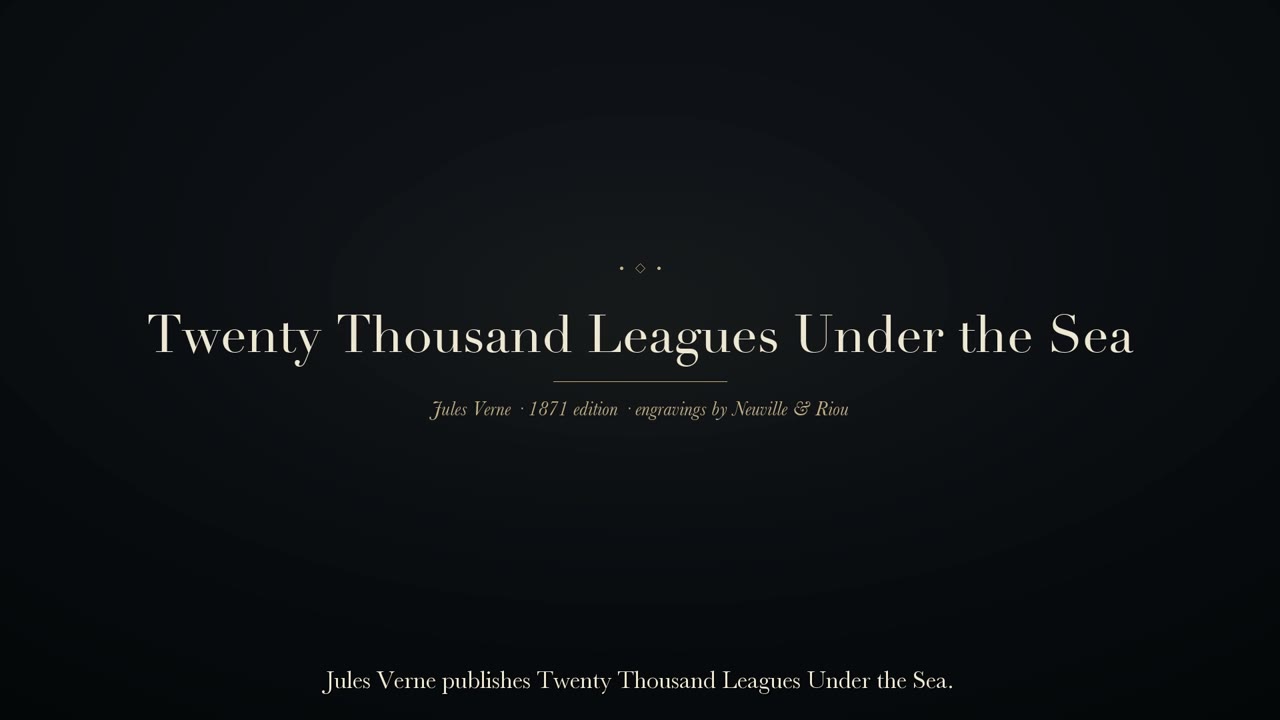 Twenty Thousand Leagues Under the Sea
Jules Verne · 1871 edition · engravings by Neuville & Riou
Jules Verne publishes Twenty Thousand Leagues Under the Sea.